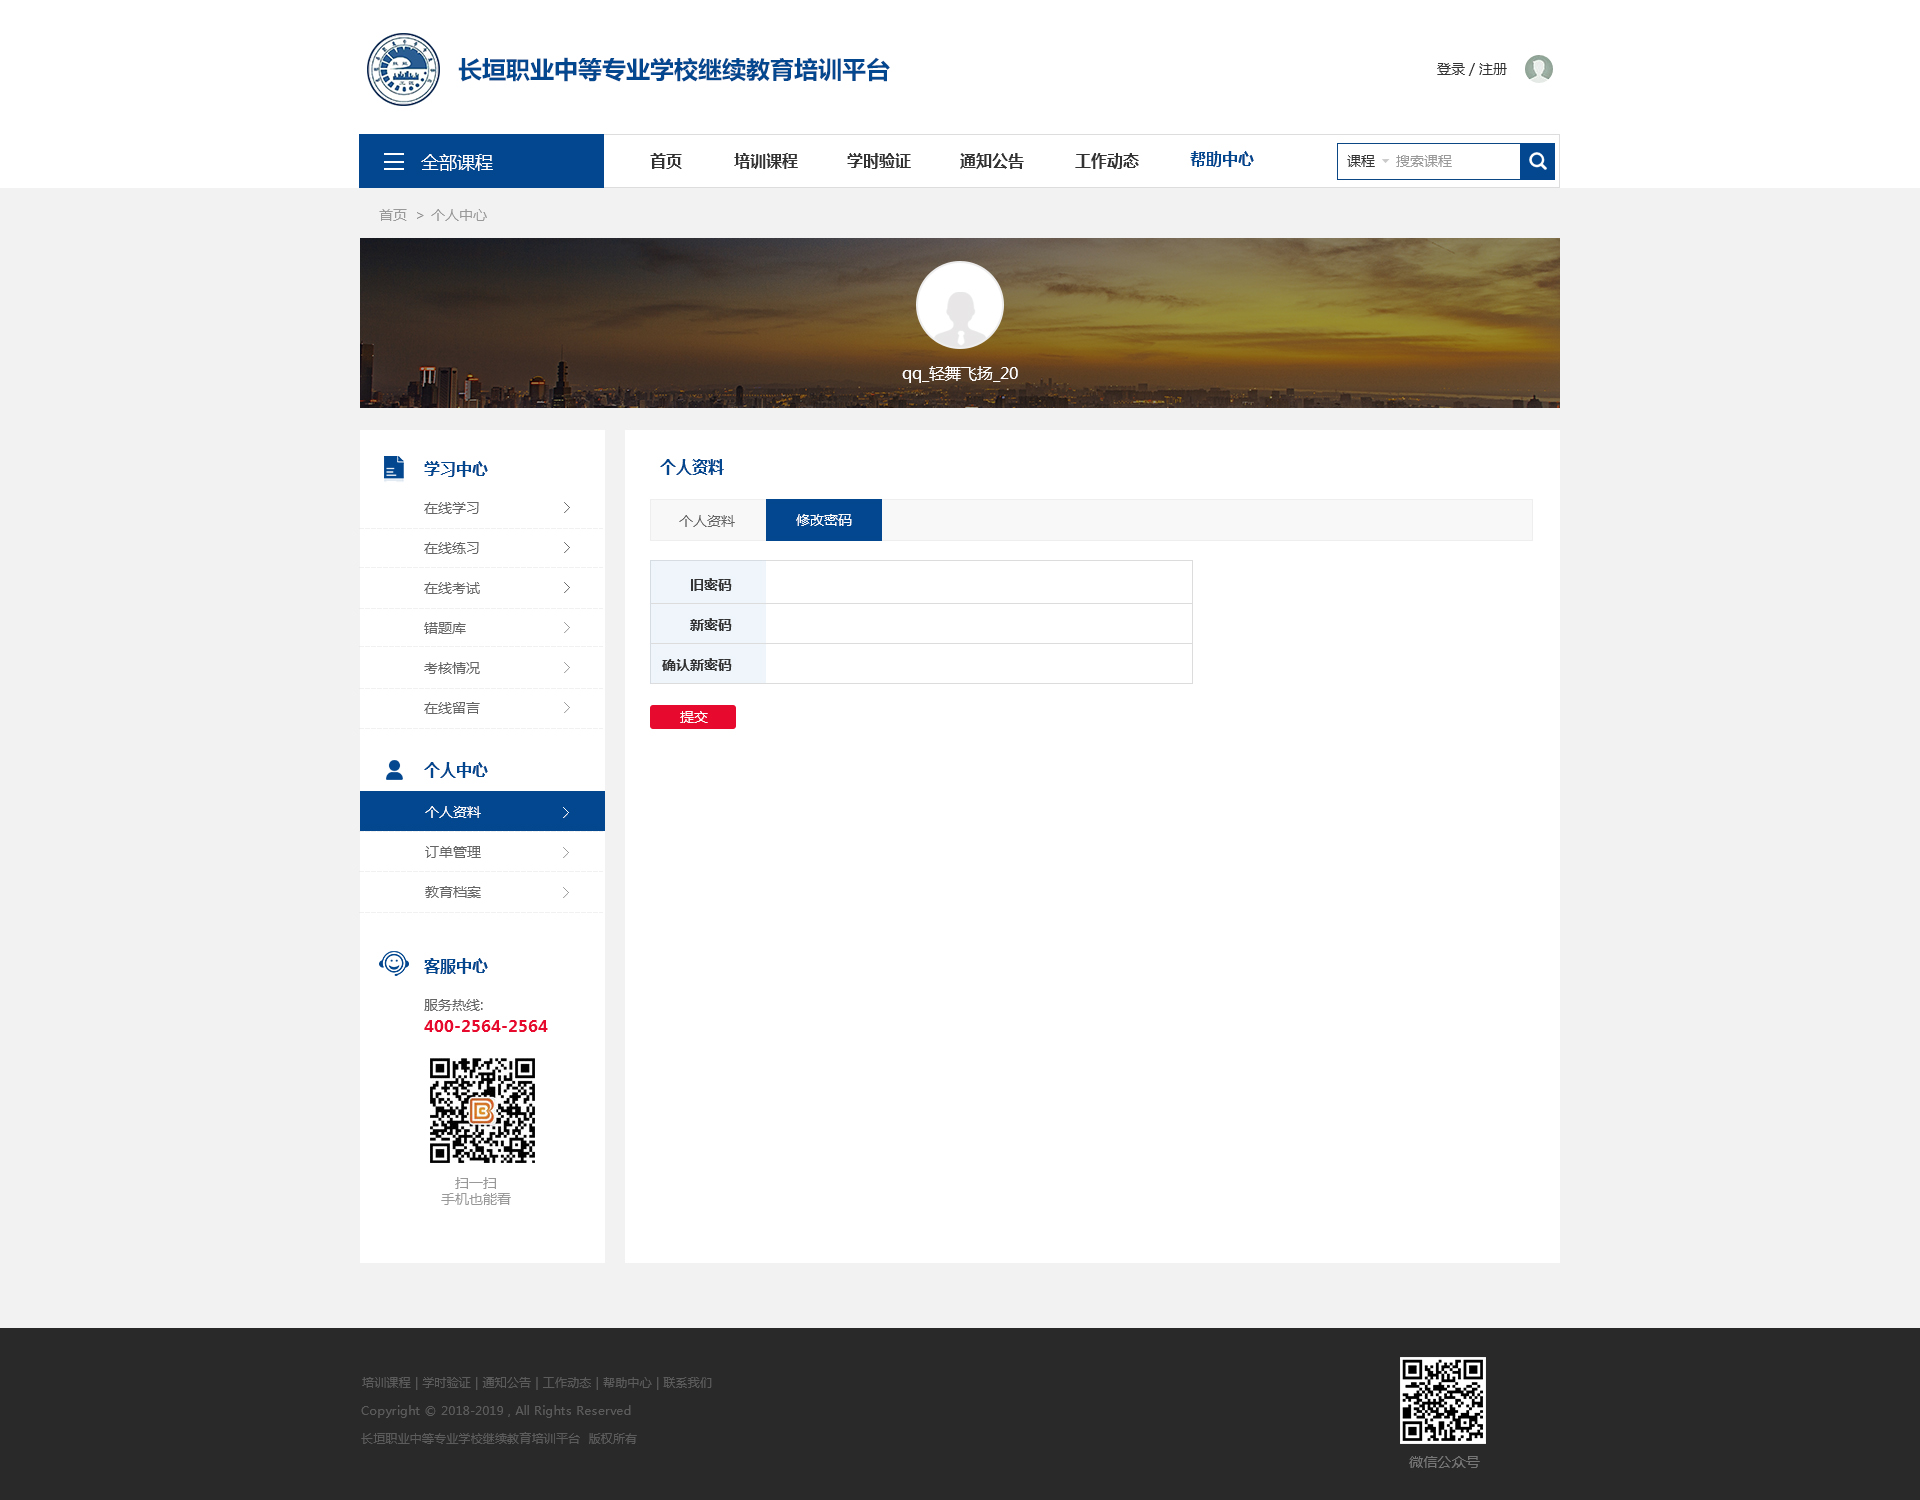 长垣职业中等专业学校继续教育培训平台
登录 / 注册
全部课程
首页 培训课程 学时验证 通知公告 工作动态 帮助中心
课程 搜索课程
首页 > 个人中心
qq_轻舞飞扬_20
学习中心
在线学习
在线练习
在线考试
错题库
考核情况
在线留言
个人中心
个人资料
订单管理
教育档案
客服中心
服务热线:
400-2564-2564
扫一扫
手机也能看
个人资料
个人资料 修改密码
旧密码
新密码
确认新密码
提交
培训课程 | 学时验证 | 通知公告 | 工作动态 | 帮助中心 | 联系我们
Copyright © 2018-2019 , All Rights Reserved
长垣职业中等专业学校继续教育培训平台 版权所有
微信公众号